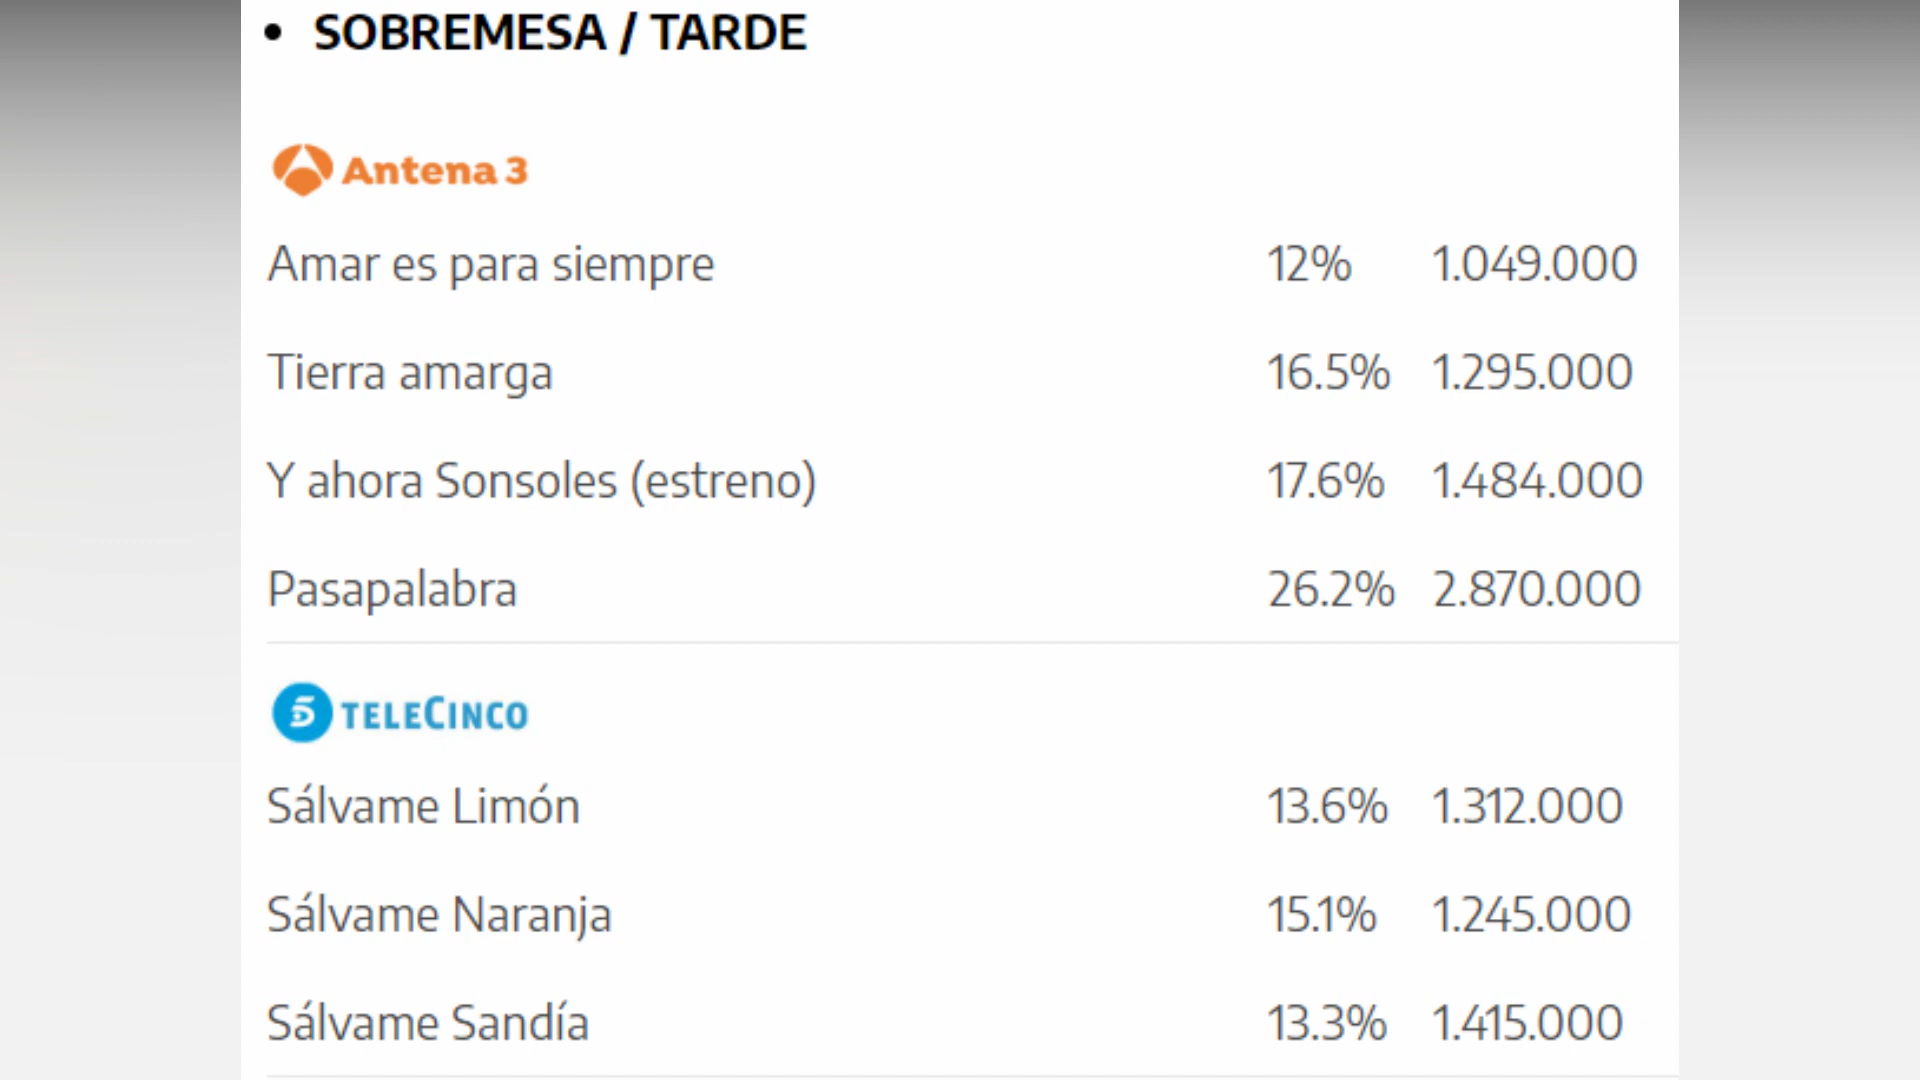 • SOBREMESA / TARDE
Antena 3
Amar es para siempre 12% 1.049.000
Tierra amarga 16.5% 1.295.000
Y ahora Sonsoles (estreno) 17.6% 1.484.000
Pasapalabra 26.2% 2.870.000
5 TELECINCO
Sálvame Limón 13.6% 1.312.000
Sálvame Naranja 15.1% 1.245.000
Sálvame Sandía 13.3% 1.415.000